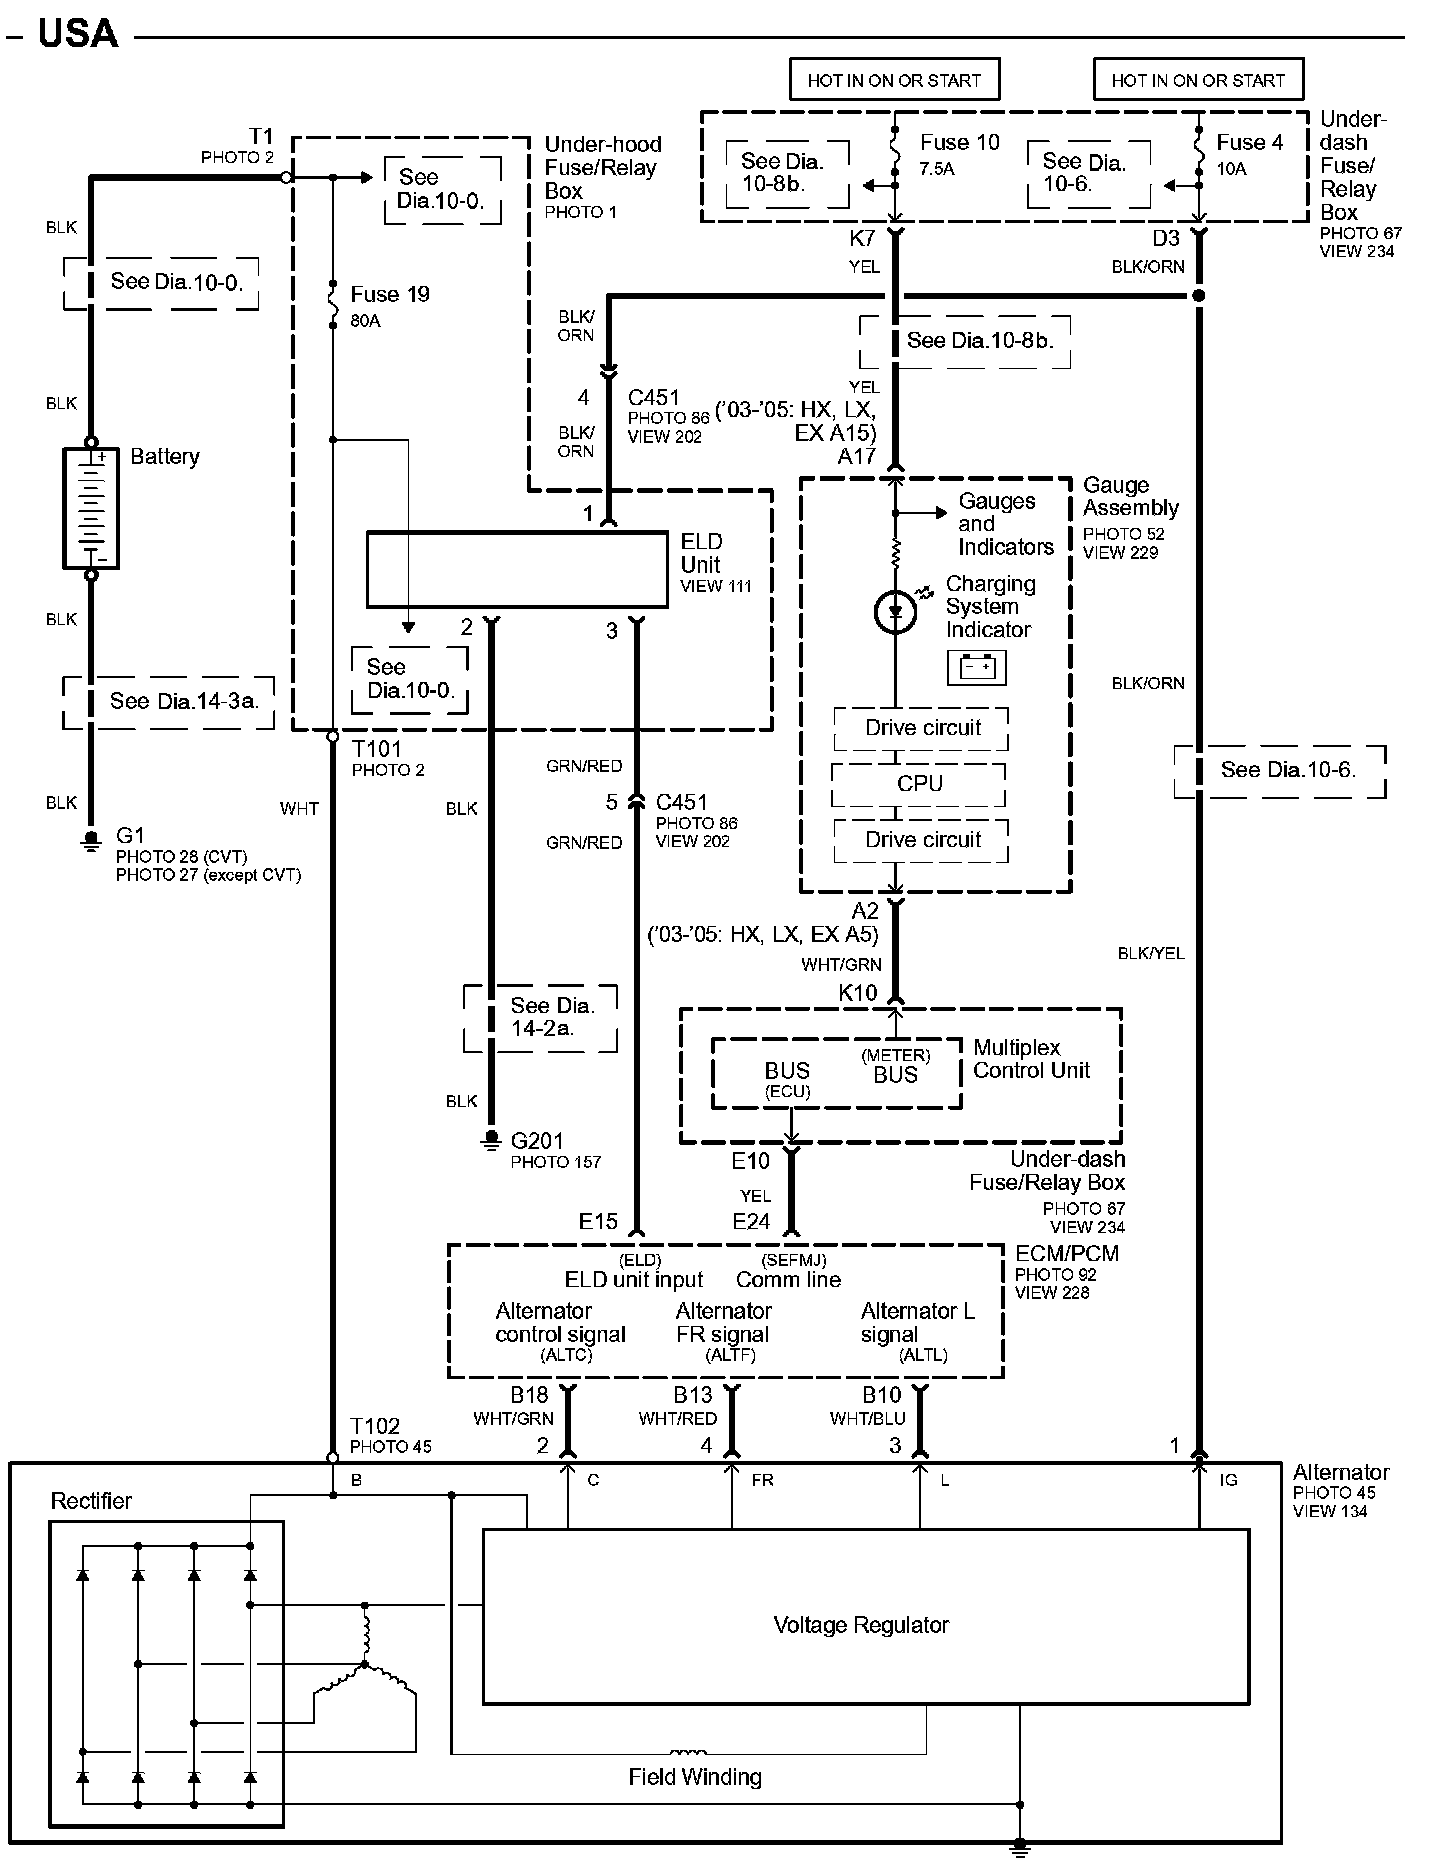 USA
HOT IN ON OR START
HOT IN ON OR START
T1
PHOTO 2
Under-hood
Fuse/Relay
Box
PHOTO 1
See
Dia.10-0.
See Dia.
10-8b.
Fuse 10
7.5A
See Dia.
10-6.
Fuse 4
10A
Under-
dash
Fuse/
Relay
Box
PHOTO 67
VIEW 234
BLK
K7
YEL
D3
BLK/ORN
See Dia.10-0.
Fuse 19
80A
BLK/
ORN
See Dia.10-8b.
BLK
4
C451
PHOTO 86
VIEW 202
BLK/
ORN
YEL
('03-'05: HX, LX,
EX A15)
A17
Battery
+
-
1
ELD
Unit
VIEW 111
Gauge
Assembly
PHOTO 52
VIEW 229
Gauges
and
Indicators
Charging
System
Indicator
- +
BLK
2
3
See
Dia.10-0.
See Dia.14-3a.
BLK/ORN
Drive circuit
CPU
Drive circuit
See Dia.10-6.
T101
PHOTO 2
GRN/RED
BLK
WHT
BLK
5
C451
PHOTO 86
VIEW 202
GRN/RED
G1
PHOTO 28 (CVT)
PHOTO 27 (except CVT)
A2
('03-'05: HX, LX, EX A5)
WHT/GRN
K10
BLK/YEL
See Dia.
14-2a.
BUS
(ECU)
(METER)
BUS
Multiplex
Control Unit
BLK
G201
PHOTO 157
E10
YEL
E24
Under-dash
Fuse/Relay Box
PHOTO 67
VIEW 234
E15
(ELD)
ELD unit input
(SEFMJ)
Comm line
ECM/PCM
PHOTO 92
VIEW 228
Alternator
control signal
(ALTC)
Alternator
FR signal
(ALTF)
Alternator L
signal
(ALTL)
B18
WHT/GRN
2
B13
WHT/RED
4
B10
WHT/BLU
3
1
T102
PHOTO 45
B
C
FR
L
IG
Alternator
PHOTO 45
VIEW 134
Rectifier
Voltage Regulator
Field Winding